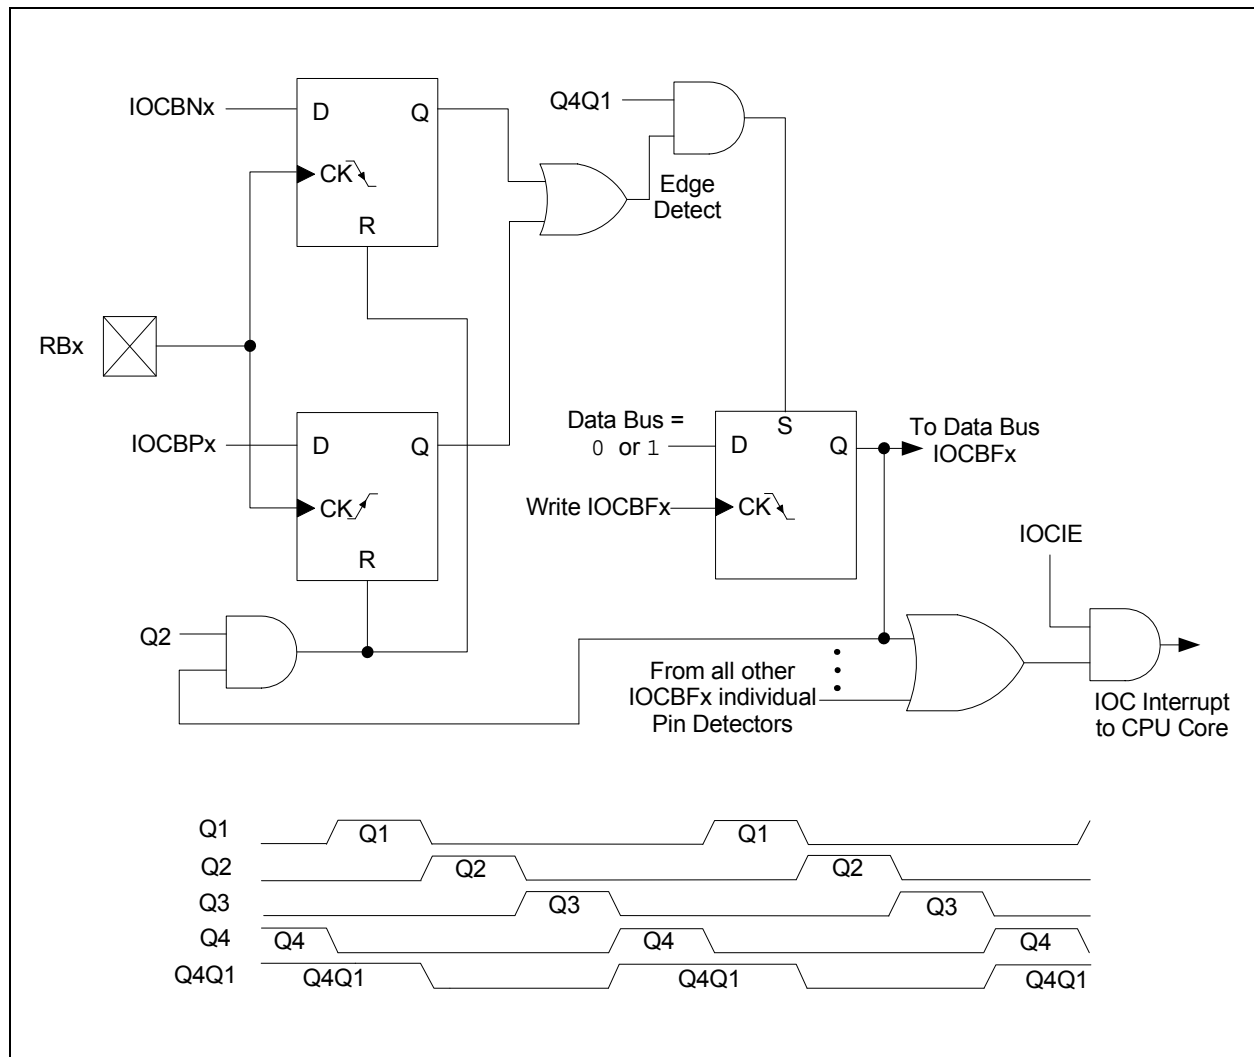 IOCBNx
D
Q
CK
R
Q4Q1
Edge
Detect
RBx
IOCBPx
D
Q
CK
R
Data Bus =
0 or 1
D
S
Q
To Data Bus
IOCBFx
Write IOCBFx
CK
IOCIE
Q2
From all other
IOCBFx individual
Pin Detectors
IOC Interrupt
to CPU Core
Q1
Q1
Q1
Q2
Q2
Q2
Q3
Q3
Q3
Q4
Q4
Q4
Q4
Q4Q1
Q4Q1
Q4Q1
Q4Q1